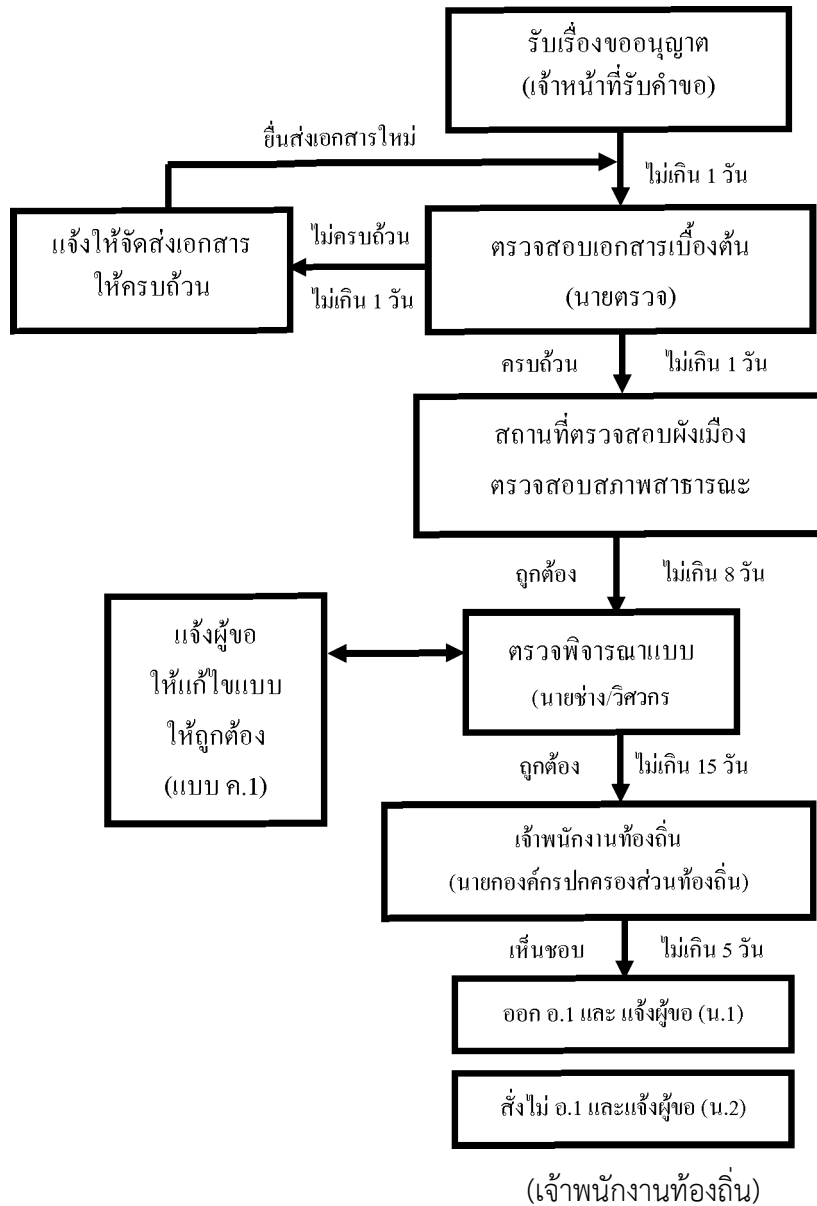 รับเรื่องขออนุญาต
(เจ้าหน้าที่รับคำขอ)
ยื่นส่งเอกสารใหม่
ไม่เกิน 1 วัน
แจ้งให้จัดส่งเอกสาร
ให้ครบถ้วน
ไม่ครบถ้วน
ไม่เกิน 1 วัน
ตรวจสอบเอกสารเบื้องต้น
(นายตรวจ)
ครบถ้วน ไม่เกิน 1 วัน
สถานที่ตรวจสอบผังเมือง
ตรวจสอบสภาพสาธารณะ
ถูกต้อง ไม่เกิน 8 วัน
แจ้งผู้ขอ
ให้แก้ไขแบบ
ให้ถูกต้อง
(แบบ ค.1)
ตรวจพิจารณาแบบ
(นายช่าง/วิศวกร
ถูกต้อง ไม่เกิน 15 วัน
เจ้าพนักงานท้องถิ่น
(นายกองค์กรปกครองส่วนท้องถิ่น)
เห็นชอบ ไม่เกิน 5 วัน
ออก อ.1 และ แจ้งผู้ขอ (น.1)
สั่งไม่ อ.1 และแจ้งผู้ขอ (น.2)
(เจ้าพนักงานท้องถิ่น)